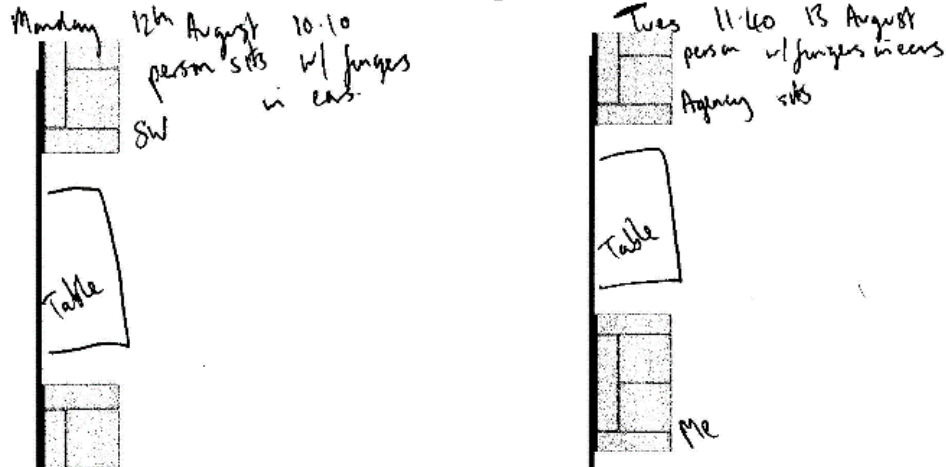 Monday 12th August 10.10
person sits w/ fingers
in ears.
SW
Table
Tues 11.40 13 August
person w/ fingers in ears
Agency sits
Table
Me